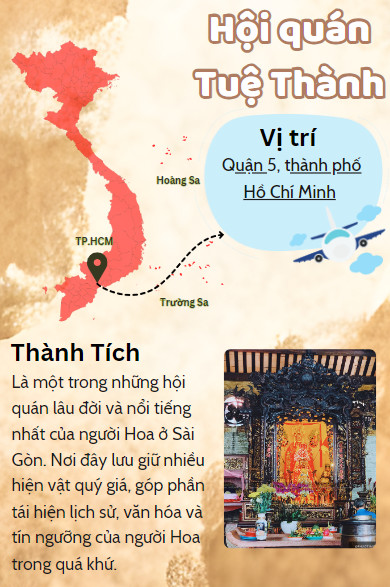 Hội quán
Tuệ Thành
Vị trí
Quận 5, thành phố
Hồ Chí Minh
Hoàng Sa
TP.HCM
Trường Sa
Thành Tích
Là một trong những hội
quán lâu đời và nổi tiếng
nhất của người Hoa ở Sài
Gòn. Nơi đây lưu giữ nhiều
hiện vật quý giá, góp phần
tái hiện lịch sử, văn hóa và
tín ngưỡng của người Hoa
trong quá khứ.